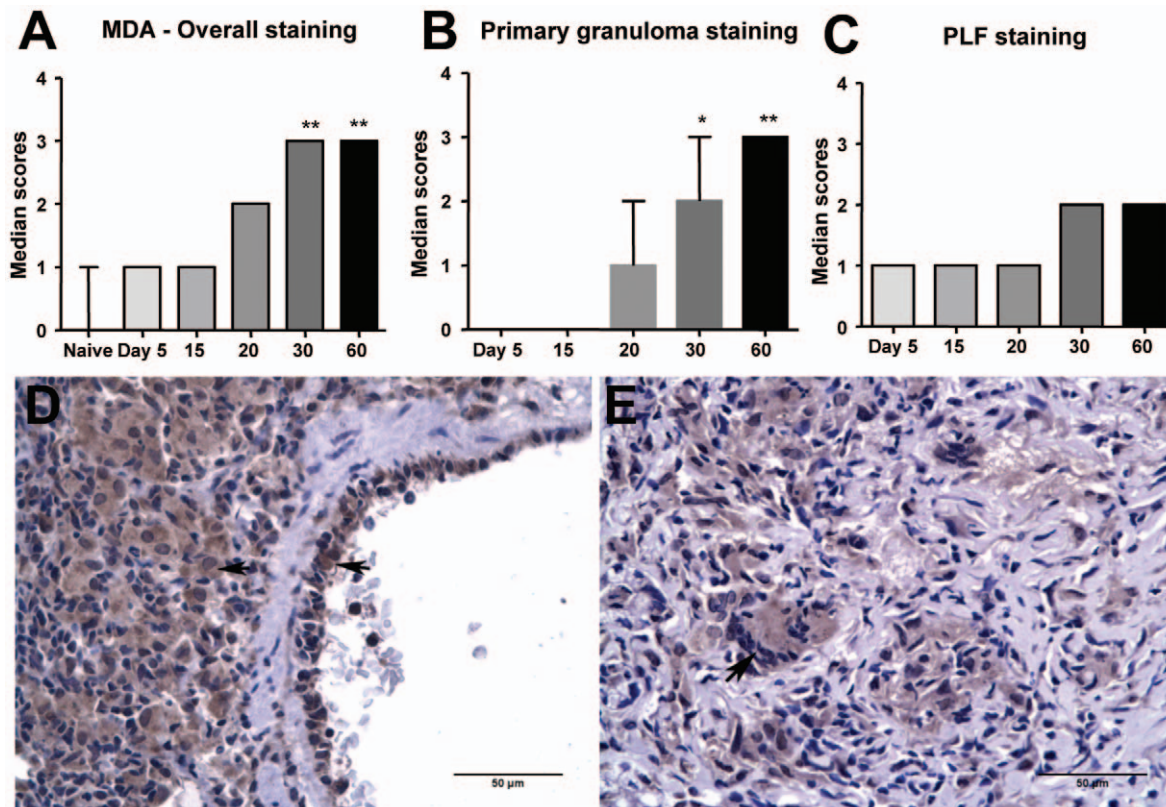 A
MDA - Overall staining
Median scores
4
3
2
1
0
** **
Naive Day 5 15 20 30 60
B
Primary granuloma staining
Median scores
4
3
2
1
0
* **
Day 5 15 20 30 60
C
PLF staining
Median scores
4
3
2
1
0
Day 5 15 20 30 60
D
50 µm
E
50 µm